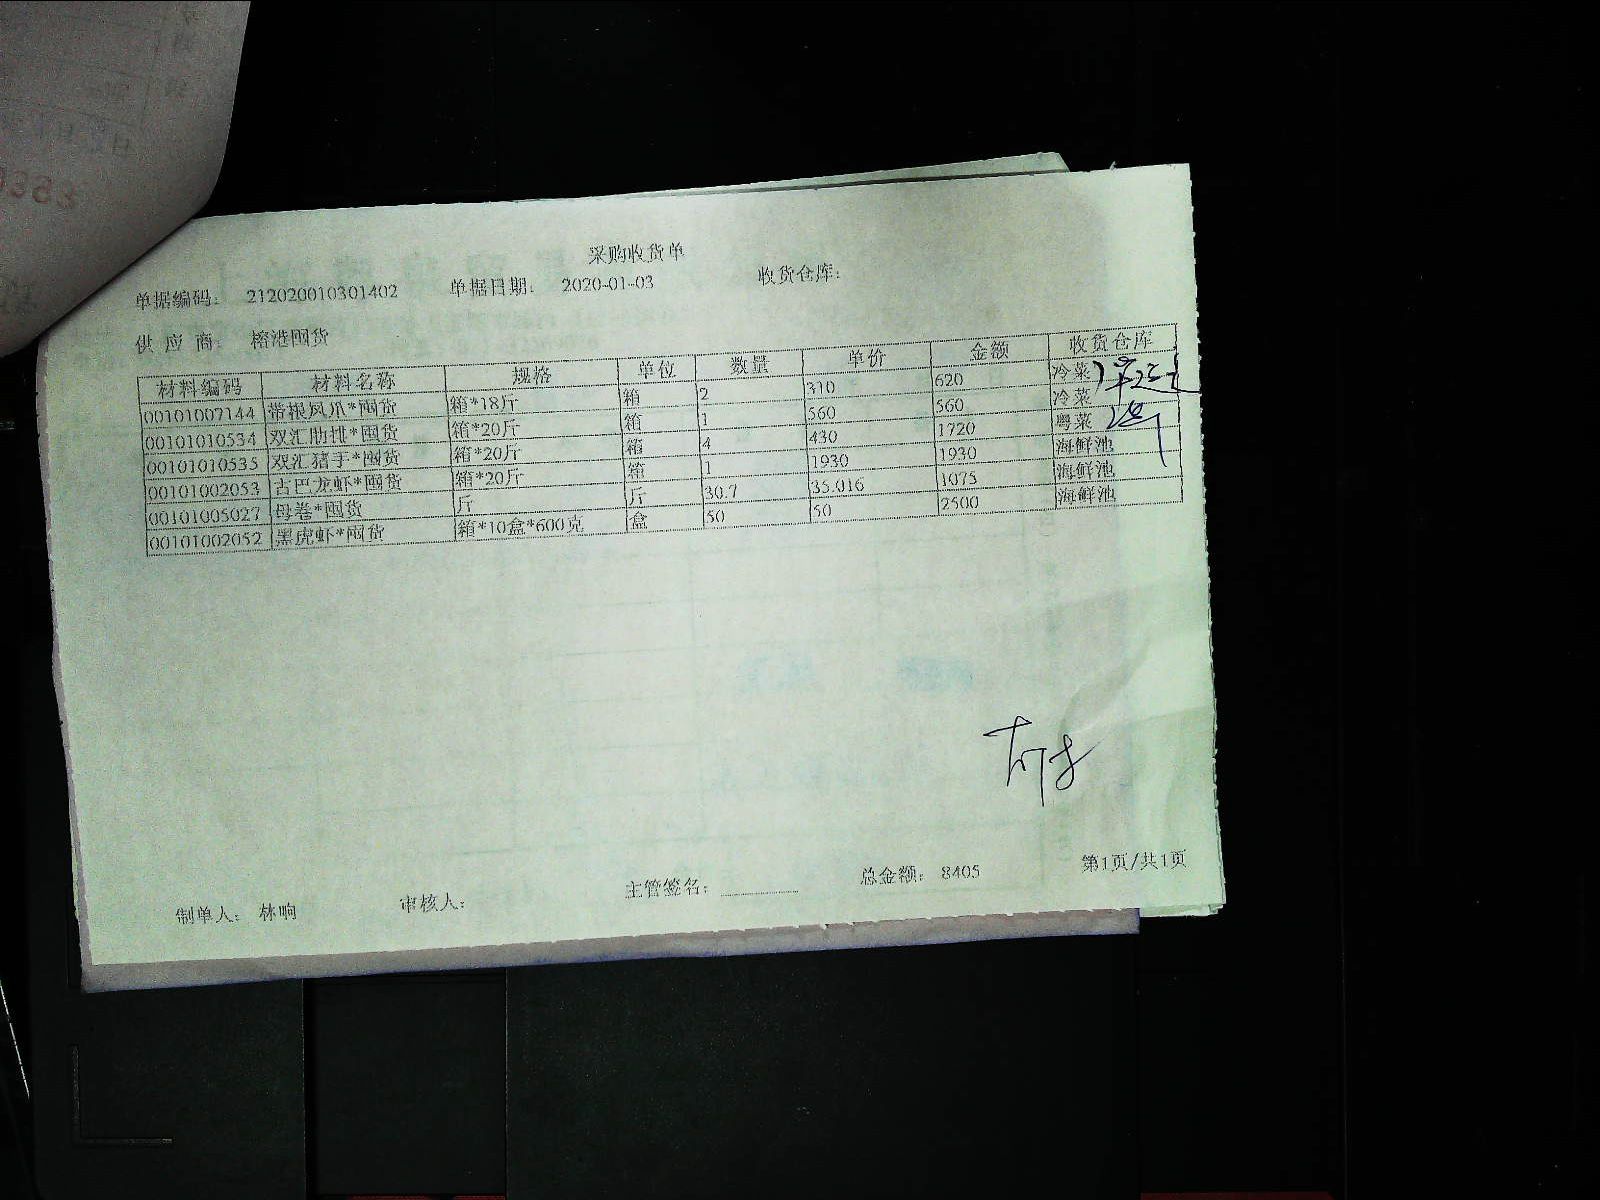 采购收货单
单据编码： 212020010301402 单据日期： 2020-01-03 收货仓库：
供应商： 榕港囤货
材料编码 材料名称 规格 单位 数量 单价 金额 收货仓库
00101007144 带根凤爪*囤货 箱*18斤 箱 2 310 620 冷菜
00101010534 双汇肋排*囤货 箱*20斤 箱 1 560 560 冷菜
00101010535 双汇猪手*囤货 箱*20斤 箱 4 430 1720 粤菜
00101002053 古巴龙虾*囤货 箱*20斤 箱 1 1930 1930 海鲜池
00101005027 母卷*囤货 斤 斤 30.7 35.016 1075 海鲜池
00101002052 黑虎虾*囤货 箱*10盒*600克 盒 50 50 2500 海鲜池
制单人： 林响 审核人： 主管签名： 总金额： 8405 第1页/共1页